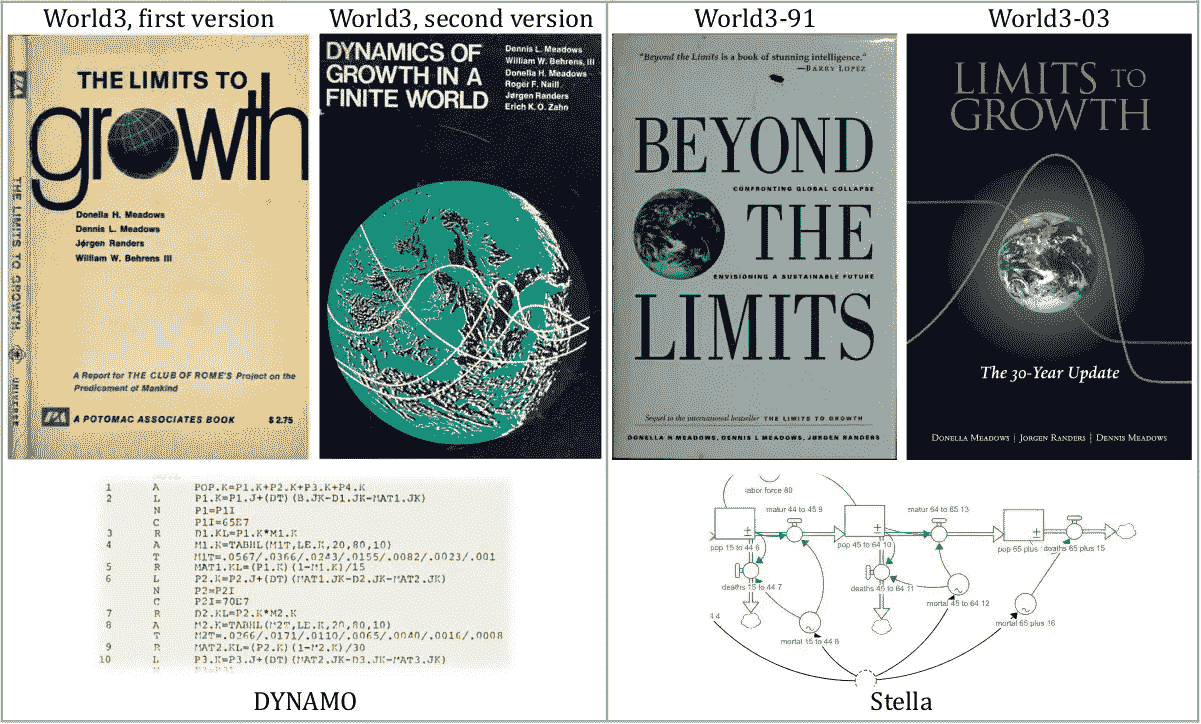 World3, first version
World3, second version
World3-91
World3-03
THE LIMITS TO
growth
Donella H. Meadows
Dennis L. Meadows
Jørgen Randers
William W. Behrens III
A Report for THE CLUB OF ROME'S Project on the
Predicament of Mankind
A POTOMAC ASSOCIATES BOOK $2.75
THE LIMITS TO GROWTH
UNIVERSE
DYNAMICS OF
GROWTH IN A
FINITE WORLD
Dennis L. Meadows
William W. Behrens, III
Donella H. Meadows
Roger F. Naill
Jørgen Randers
Erich K. O. Zahn
"Beyond the Limits is a book of stunning intelligence."
—BARRY LOPEZ
BEYOND
CONFRONTING GLOBAL COLLAPSE
THE
ENVISIONING A SUSTAINABLE FUTURE
LIMITS
Sequel to the international bestseller THE LIMITS TO GROWTH
DONELLA H MEADOWS, DENNIS L MEADOWS, JØRGEN RANDERS
LIMITS TO
GROWTH
The 30-Year Update
DONELLA MEADOWS | JORGEN RANDERS | DENNIS MEADOWS
1 A POP.K=P1.K+P2.K+P3.K+P4.K
2 L P1.K=P1.J+(DT)(B.JK-D1.JK-MAT1.JK)
N P1=P1I
C P1I=65E7
3 R D1.KL=P1.K*M1.K
4 A M1.K=TABHL(M1T,LE.K,20,80,10)
T M1T=.0567/.0366/.0243/.0155/.0082/.0023/.001
5 R MAT1.KL=(P1.K)(1-M1.K)/15
6 L P2.K=P2.J+(DT)(MAT1.JK-D2.JK-MAT2.JK)
N P2=P2I
C P2I=70E7
7 R D2.KL=P2.K*M2.K
8 A M2.K=TABHL(M2T,LE.K,20,80,10)
T M2T=.0266/.0171/.0110/.0065/.0040/.0016/.0008
9 R MAT2.KL=(P2.K)(1-M2.K)/30
10 L P3.K=P3.J+(DT)(MAT2.JK-D3.JK-MAT3.JK)
DYNAMO
labor force 80
matur 44 to 45 9
matur 64 to 65 13
pop 15 to 44 6
pop 45 to 64 10
pop 65 plus
deaths 65 plus 15
deaths 15 to 44 7
deaths 45 to 64 11
mortal 45 to 64 12
mortal 65 plus 16
mortal 15 to 44 8
Stella